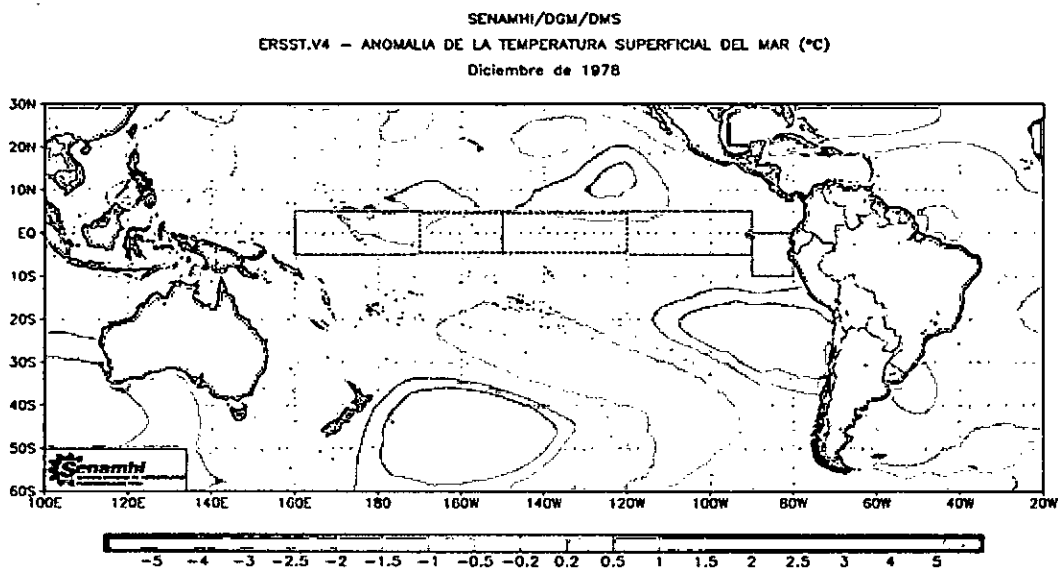 SENAMHI/DGM/DMS
ERSST.V4 - ANOMALIA DE LA TEMPERATURA SUPERFICIAL DEL MAR (°C)
Diciembre de 1978
30N
20N
10N
EQ
10S
20S
30S
40S
50S
60S
Senamhi
100E 120E 140E 160E 180 160W 140W 120W 100W 80W 60W 40W 20W
-5 -4 -3 -2.5 -2 -1.5 -1 -0.5 -0.2 0.2 0.5 1 1.5 2 2.5 3 4 5